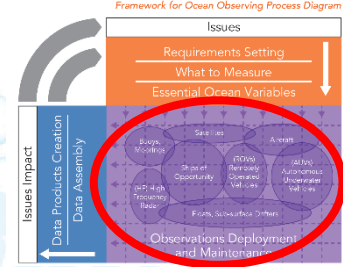 Framework for Ocean Observing Process Diagram
Issues
Requirements Setting
What to Measure
Essential Ocean Variables
Issues Impact
Data Products Creation
Data Assembly
Satellites
Aircraft
Buoys,
Moorings
Ships of
Opportunity
(ROVs)
Remotely
Operated
Vehicles
(AUVs)
Autonomous
Underwater
Vehicles
(HF) High
Frequency
Radar
Floats, Sub-surface Drifters
Observations Deployment
and Maintenance